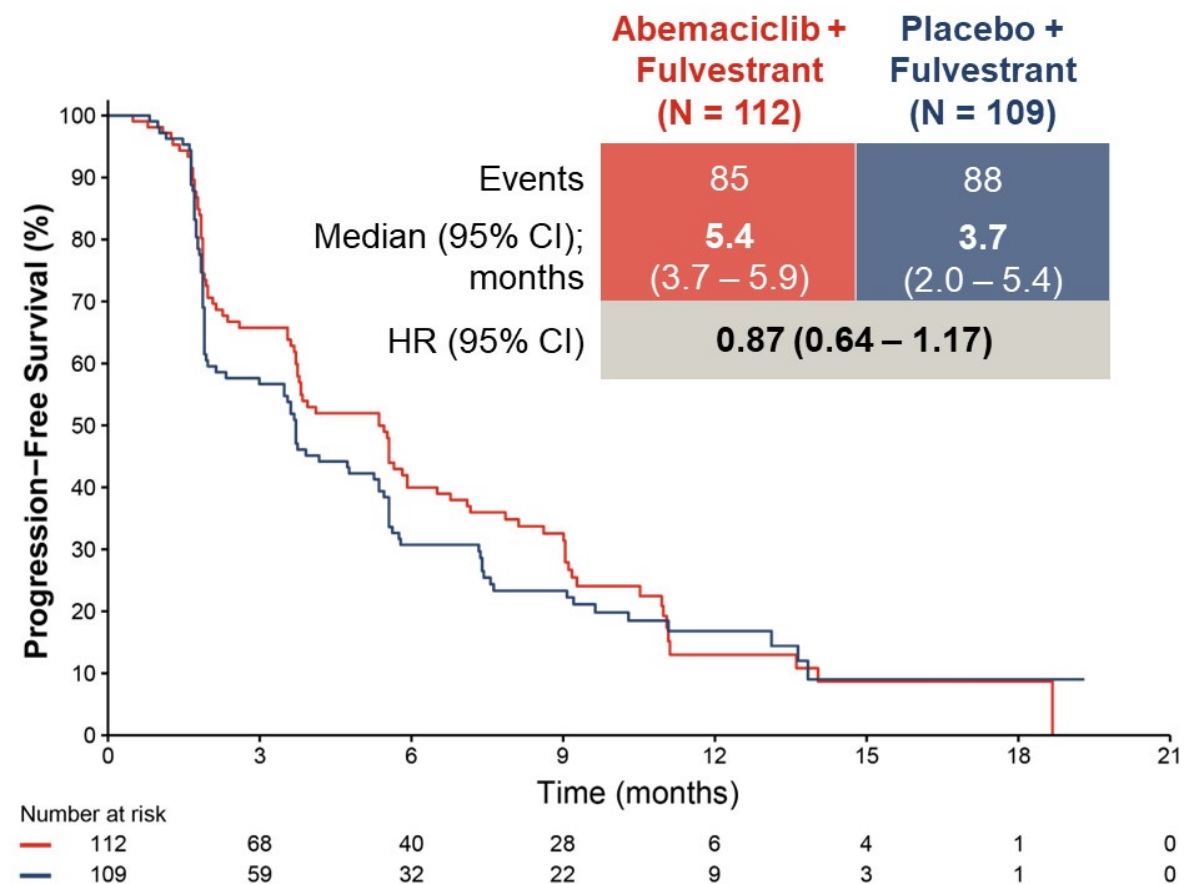 Abemaciclib + Placebo +
Fulvestrant Fulvestrant
(N = 112) (N = 109)
Events 85 88
Median (95% CI); 5.4 3.7
months (3.7 – 5.9) (2.0 – 5.4)
HR (95% CI) 0.87 (0.64 – 1.17)
Progression–Free Survival (%)
100
90
80
70
60
50
40
30
20
10
0
0 3 6 9 12 15 18 21
Time (months)
Number at risk
112 68 40 28 6 4 1 0
109 59 32 22 9 3 1 0